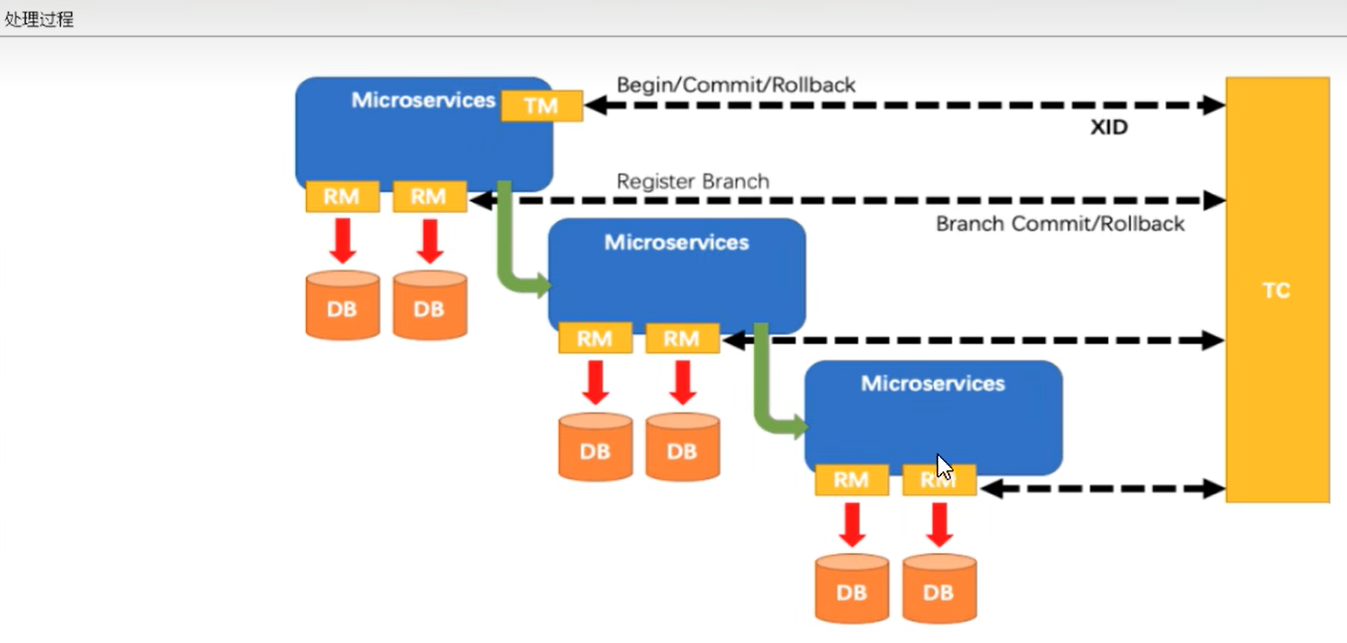 处理过程
Begin/Commit/Rollback
Microservices
TM
XID
Register Branch
RM
RM
Branch Commit/Rollback
Microservices
TC
DB
DB
RM
RM
Microservices
DB
DB
RM
RM
DB
DB